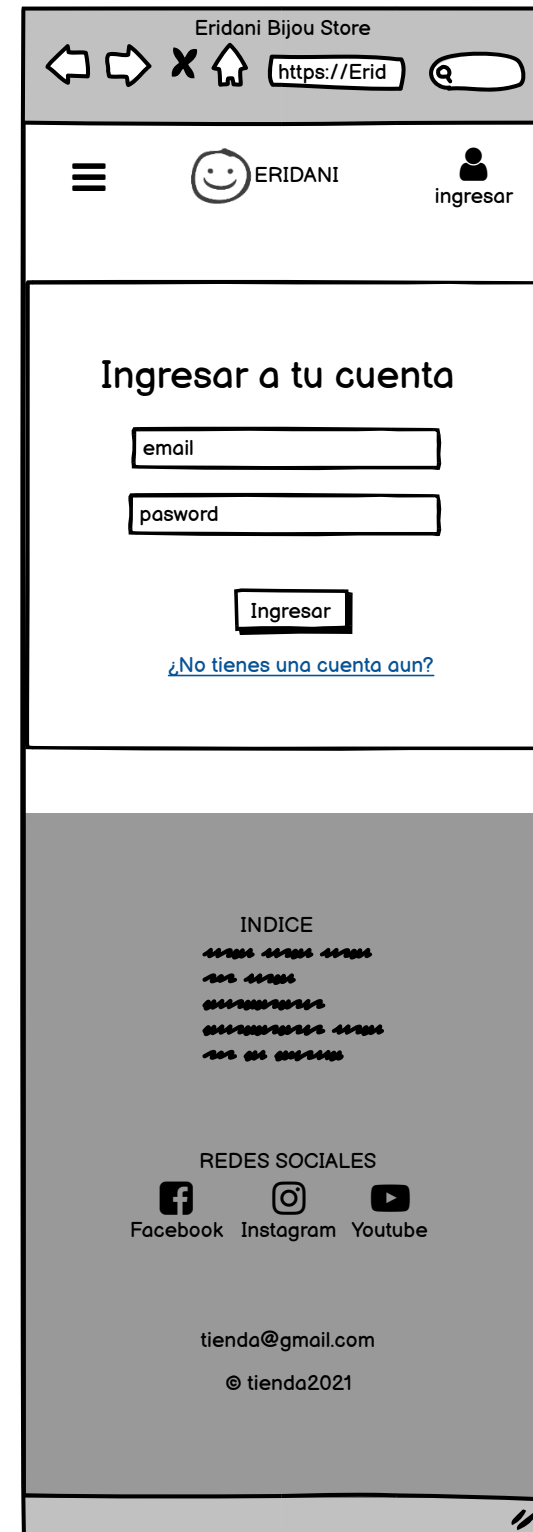 Eridani Bijou Store
https://Erid
ERIDANI
ingresar
Ingresar a tu cuenta
email
pasword
Ingresar
¿No tienes una cuenta aun?
INDICE
REDES SOCIALES
Facebook Instagram Youtube
tienda@gmail.com
© tienda2021